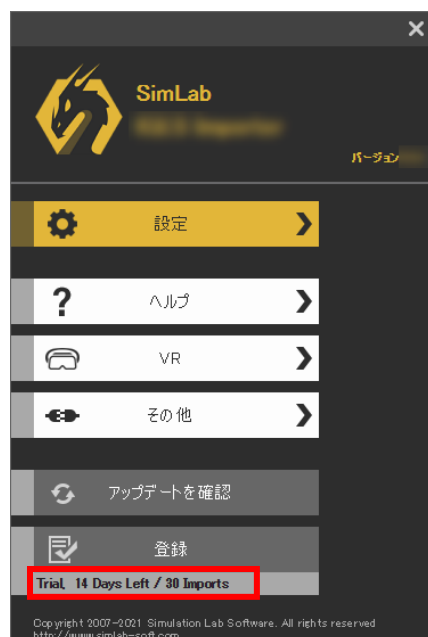 SimLab
バージョン
設定
?
ヘルプ
VR
その他
アップデートを確認
登録
Trial, 14 Days Left / 30 Imports
Copyright 2007-2021 Simulation Lab Software. All rights reserved
http://www.simlab-soft.com